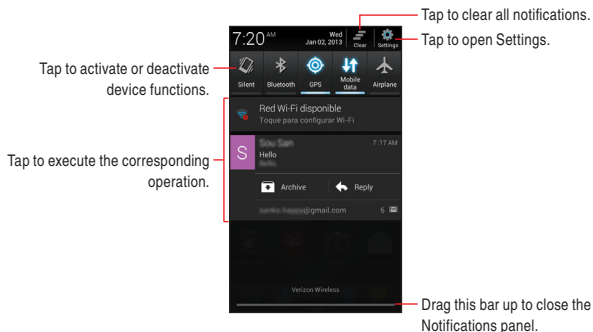 Tap to clear all notifications.
7:20 AM
Wed
Jan 02, 2013
Clear
Settings
Tap to open Settings.
Tap to activate or deactivate
device functions.
Silent
Bluetooth
GPS
Mobile
data
Airplane
Red Wi-Fi disponible
Toque para configurar Wi-Fi
Tap to execute the corresponding
operation.
S
Sou San
7:17 AM
Hello
Hello.
Archive
Reply
@gmail.com
6
Verizon Wireless
Drag this bar up to close the
Notifications panel.